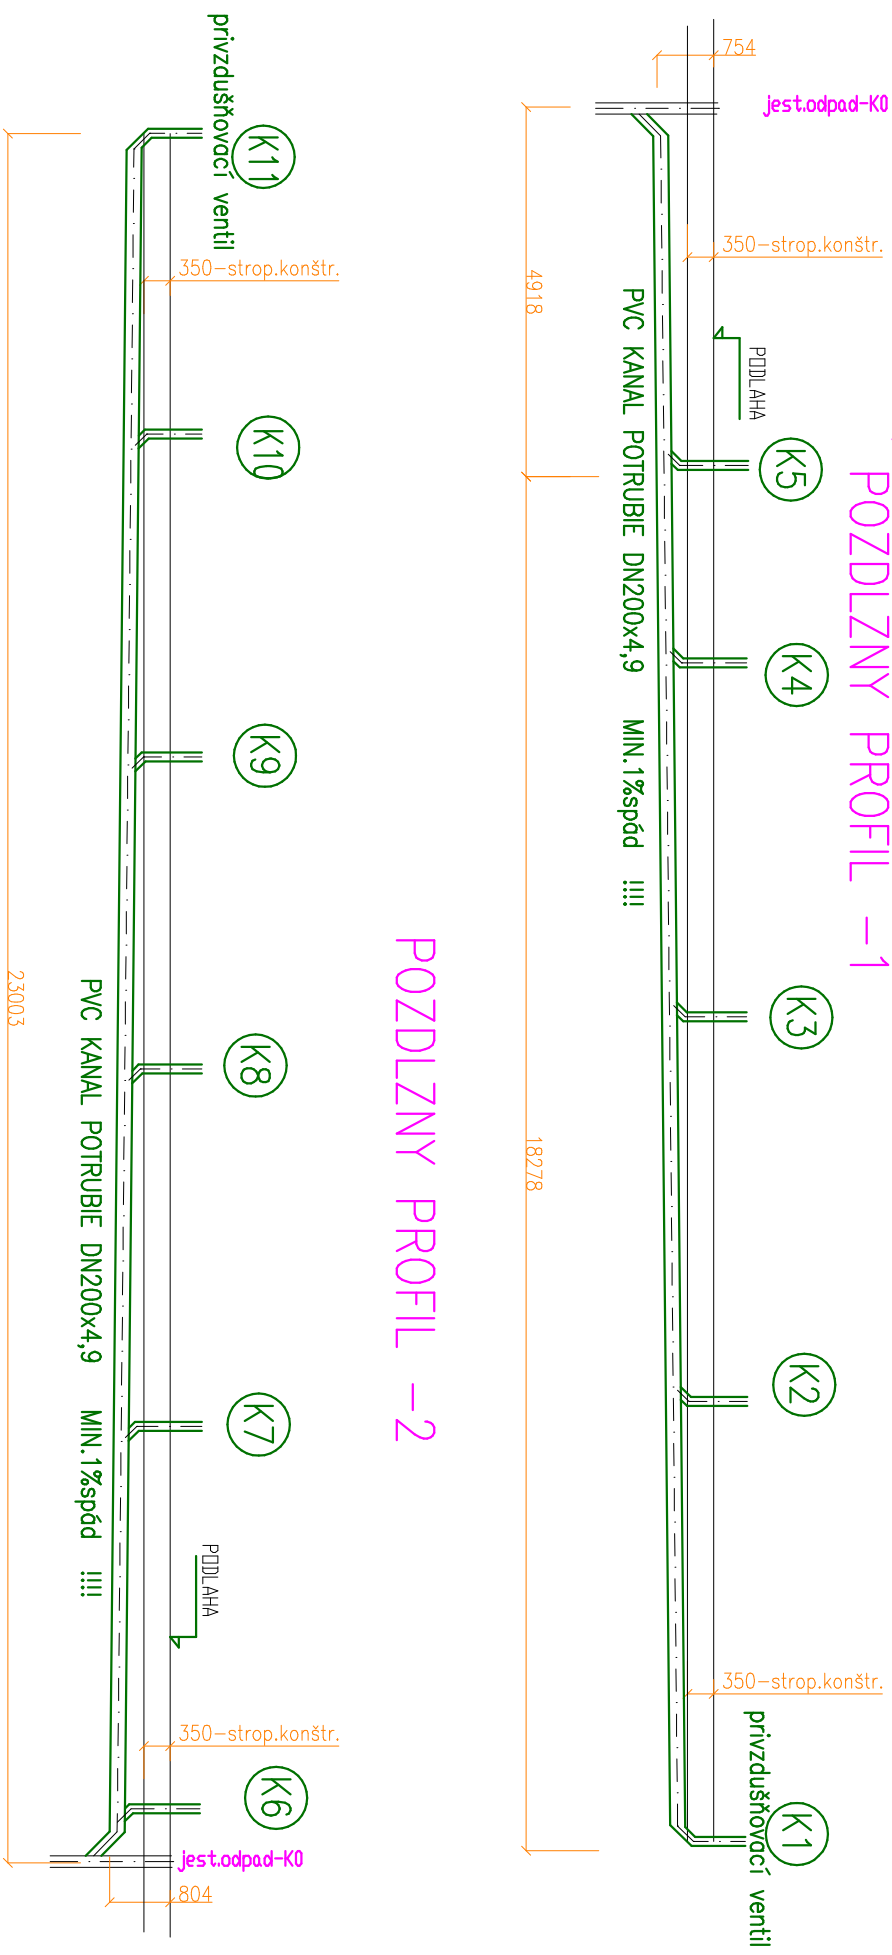 POZDLZNY PROFIL -1
jest.odpad-K0
754
350-strop.konštr.
PODLAHA
K5
K4
K3
K2
K1
350-strop.konštr.
privzdušňovací ventil
PVC KANAL POTRUBIE DN200x4,9 MIN.1%spád !!!!
4918
18278
POZDLZNY PROFIL -2
privzdušňovací ventil
K11
350-strop.konštr.
K10
K9
K8
K7
PODLAHA
350-strop.konštr.
K6
jest.odpad-K0
804
PVC KANAL POTRUBIE DN200x4,9 MIN.1%spád !!!!
23003